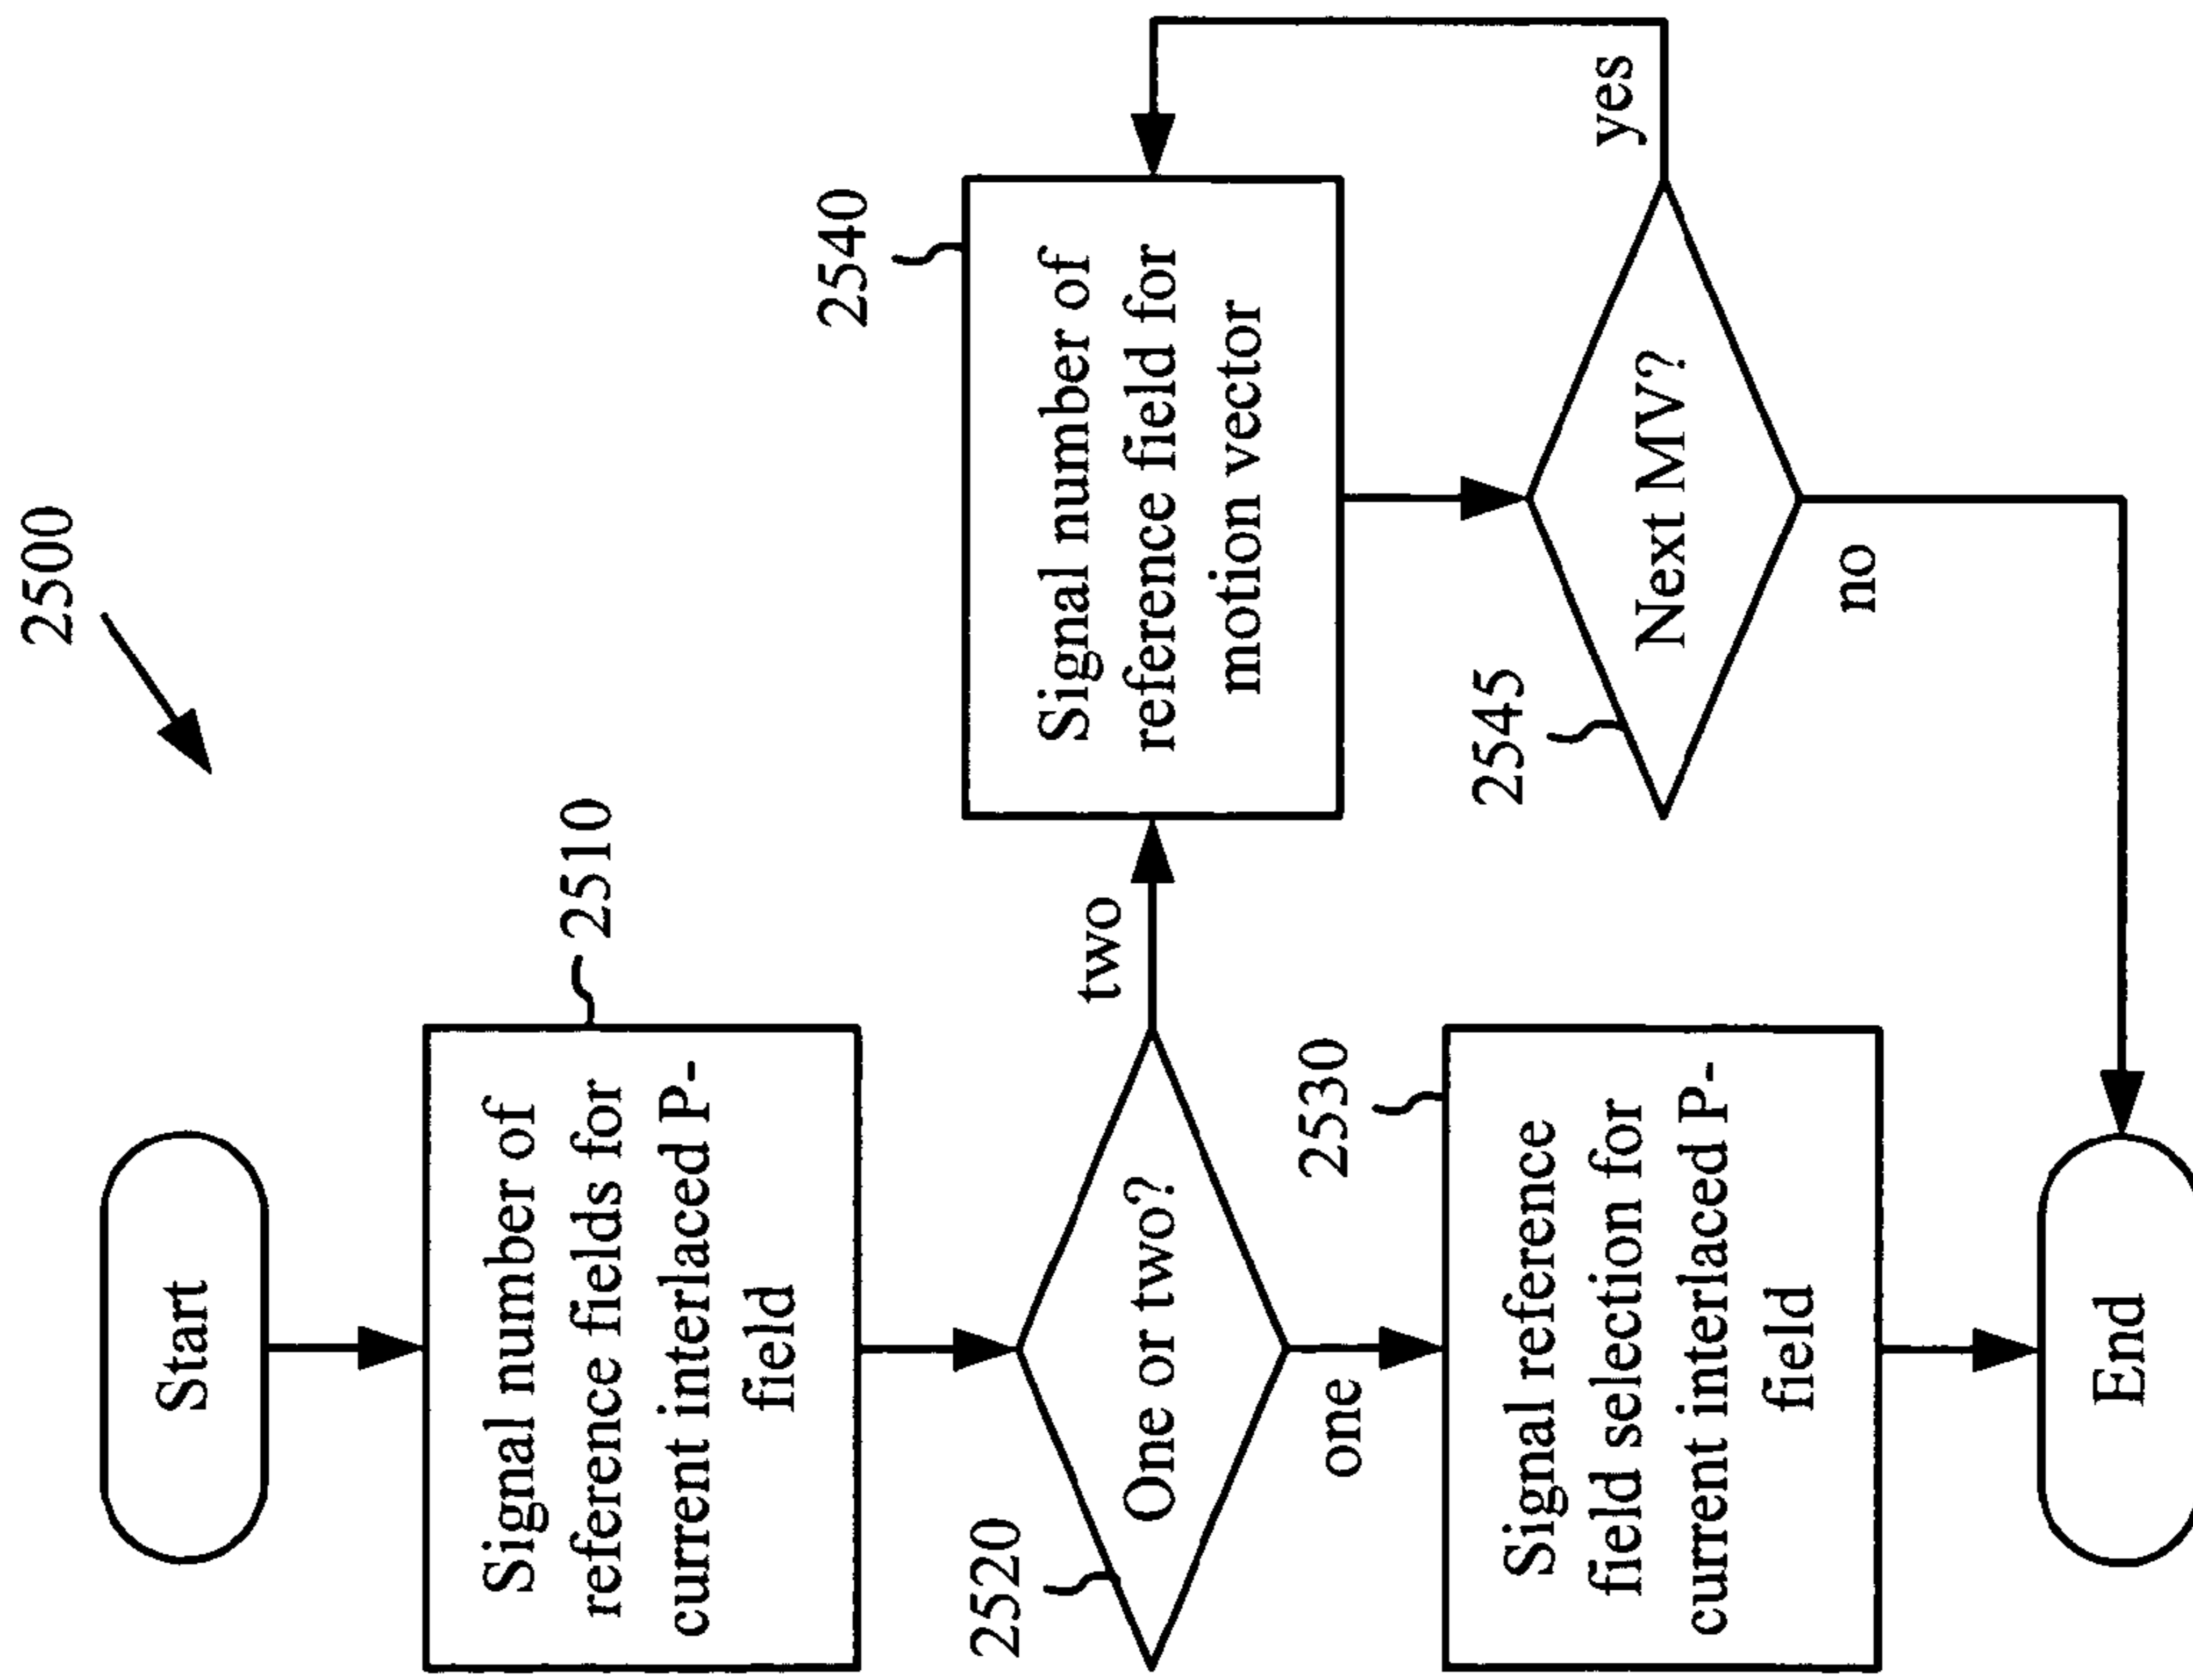 2500
Start
2510
Signal number of
reference fields for
current interlaced P-
field
2520
One or two?
two
one
2530
Signal reference
field selection for
current interlaced P-
field
2540
Signal number of
reference field for
motion vector
2545
Next MV?
yes
no
End